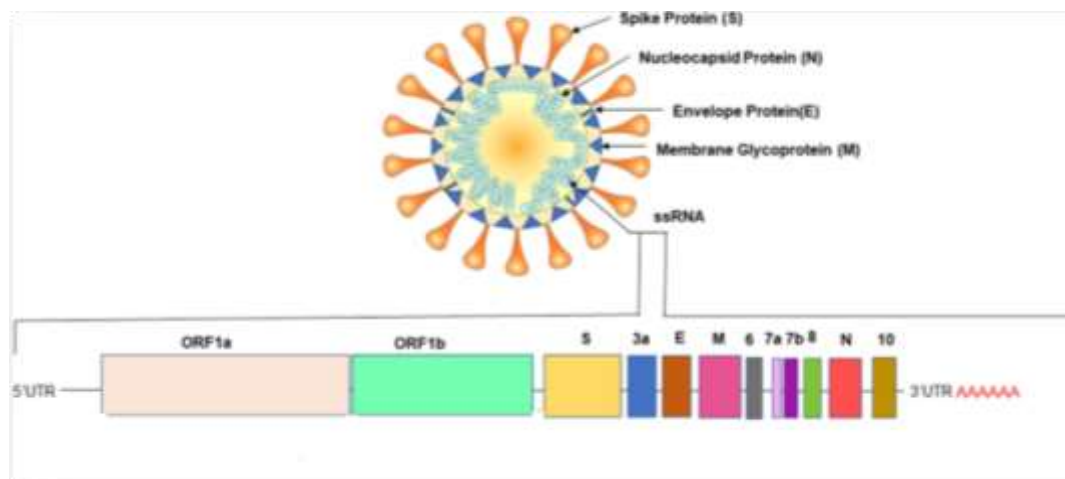 Spike Protein (S)
Nucleocapsid Protein (N)
Envelope Protein(E)
Membrane Glycoprotein (M)
ssRNA
ORF1a ORF1b S 3a E M 6 7a 7b 8 N 10
5'UTR 3'UTR AAAAAA